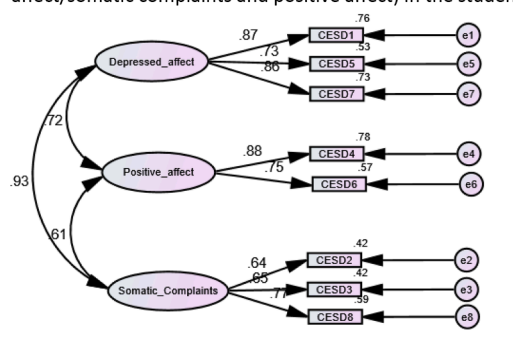 affect/somatic complaints and positive affect) in the studen
.76
.87
CESD1
e1
.53
.73
Depressed_affect
CESD5
e5
.86
.73
CESD7
e7
.72
.78
.88
CESD4
e4
.57
Positive_affect
.75
CESD6
e6
.93
.61
.42
.64
CESD2
e2
.42
.65
Somatic_Complaints
CESD3
e3
.59
.77
CESD8
e8